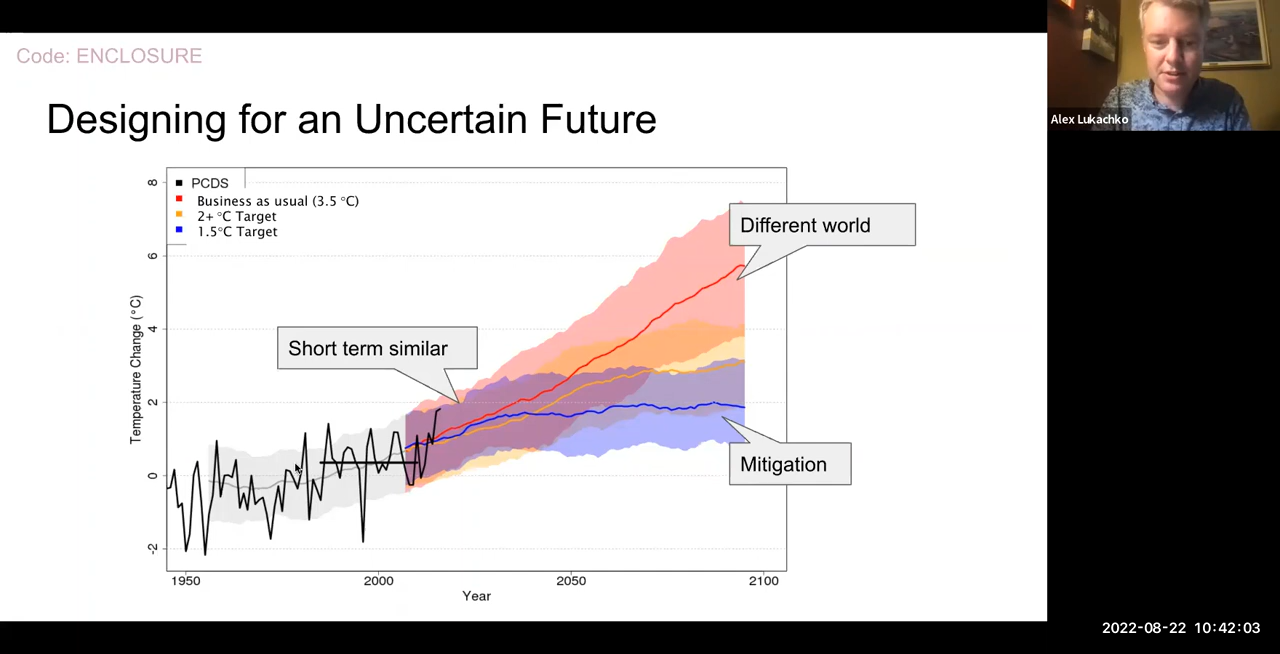 Code: ENCLOSURE
Designing for an Uncertain Future
PCDS
Business as usual (3.5 °C)
2+ °C Target
1.5°C Target
Different world
Short term similar
Mitigation
Temperature Change (°C)
8
6
4
2
0
-2
1950
2000
2050
2100
Year
Alex Lukachko
2022-08-22 10:42:03